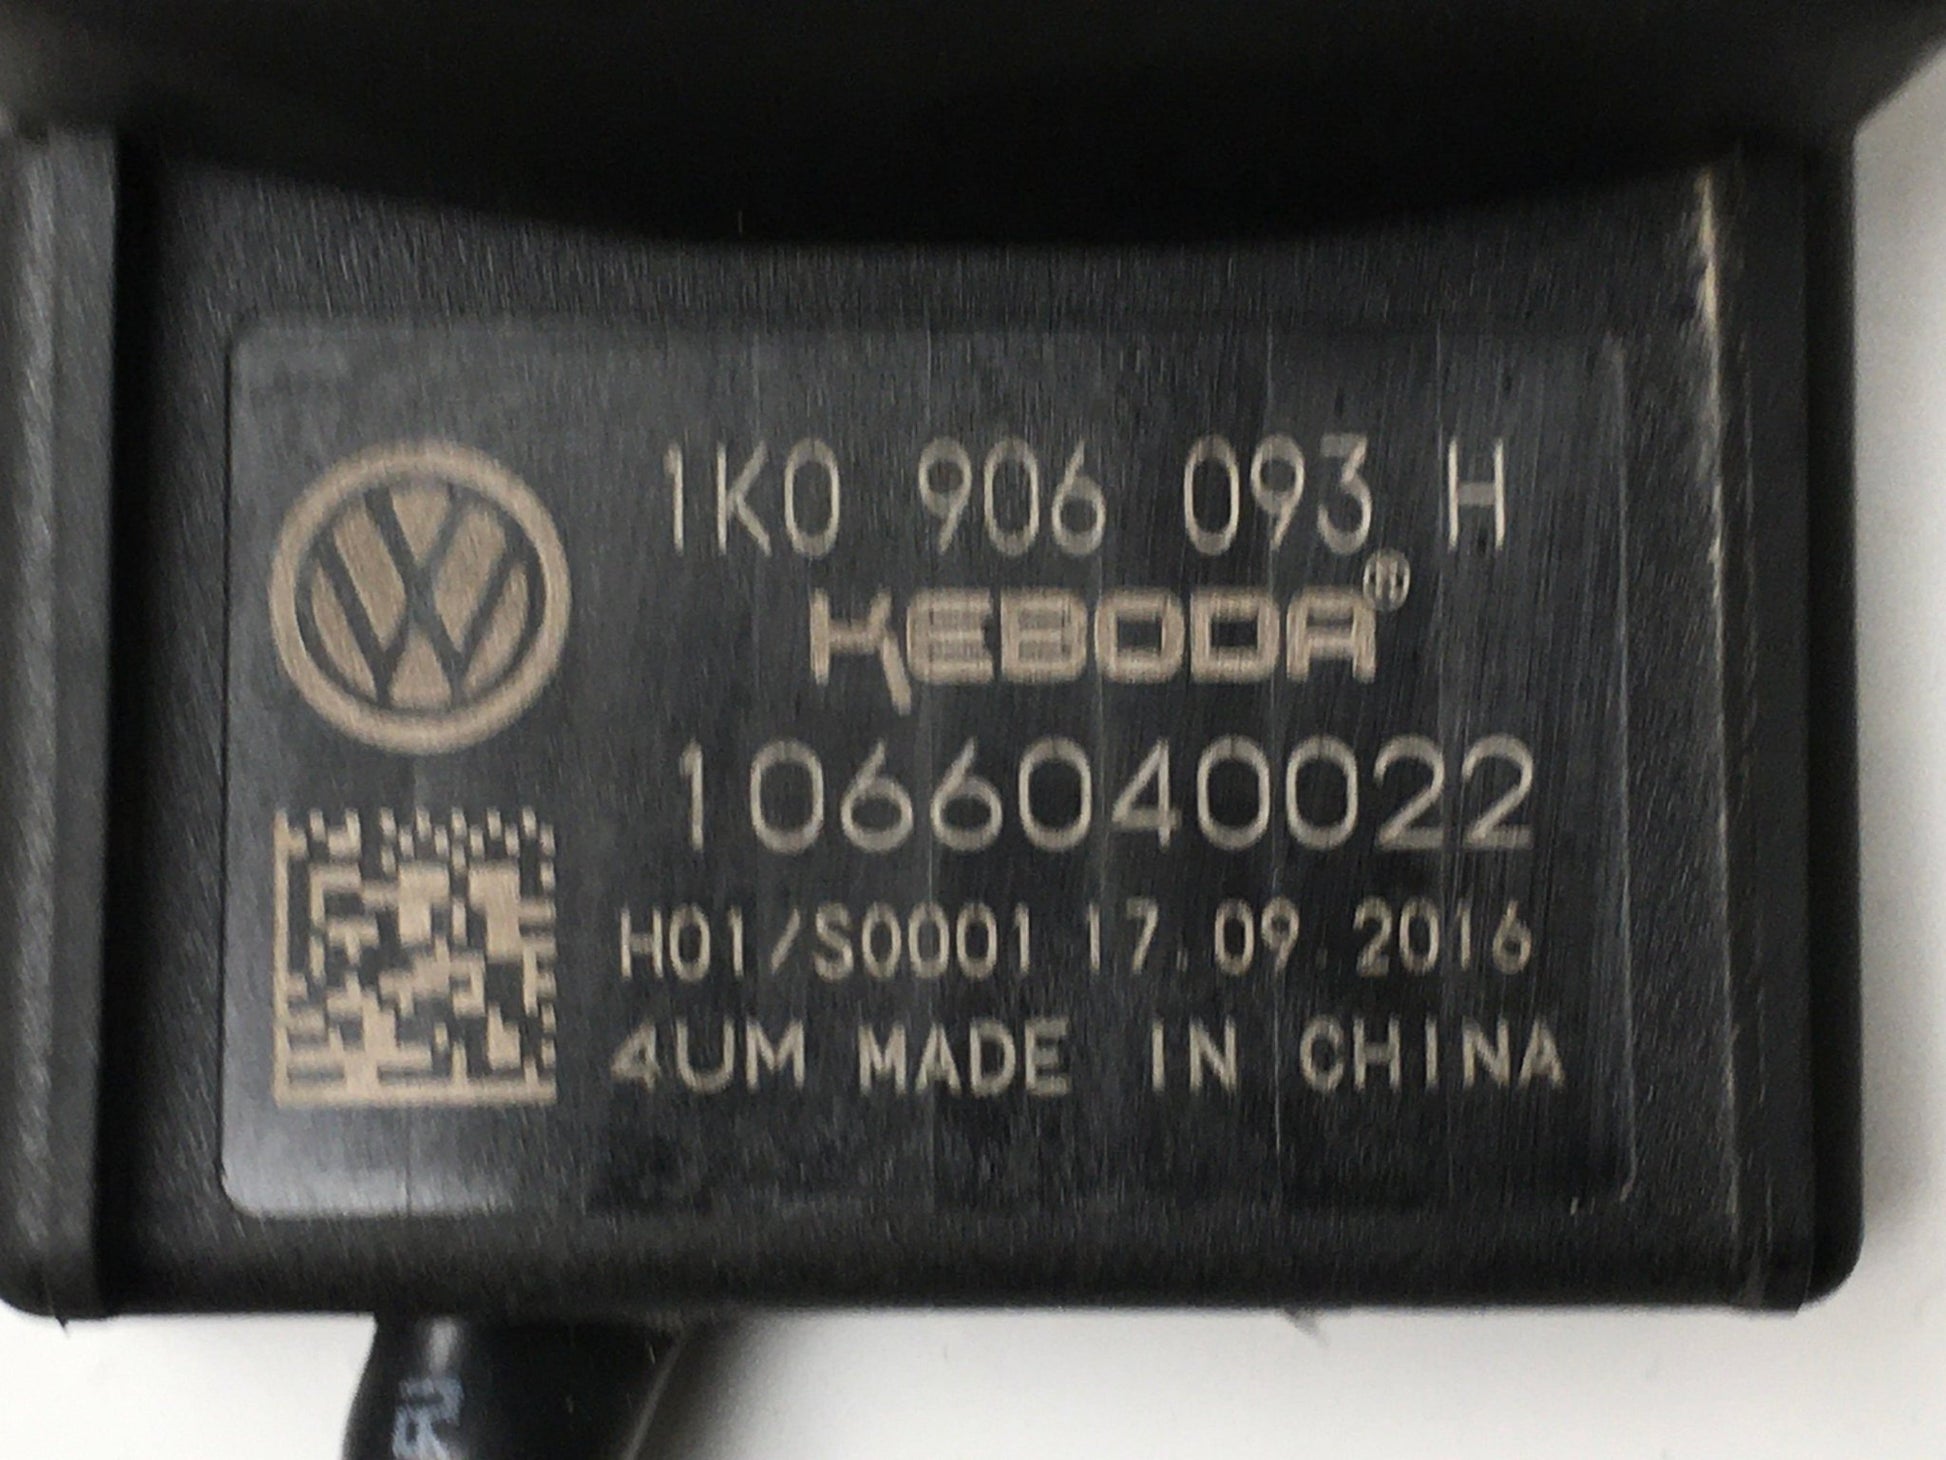 1K0 906 093 H
KEBODA®
1066040022
H01/S0001 17.09.2016
4UM MADE IN CHINA